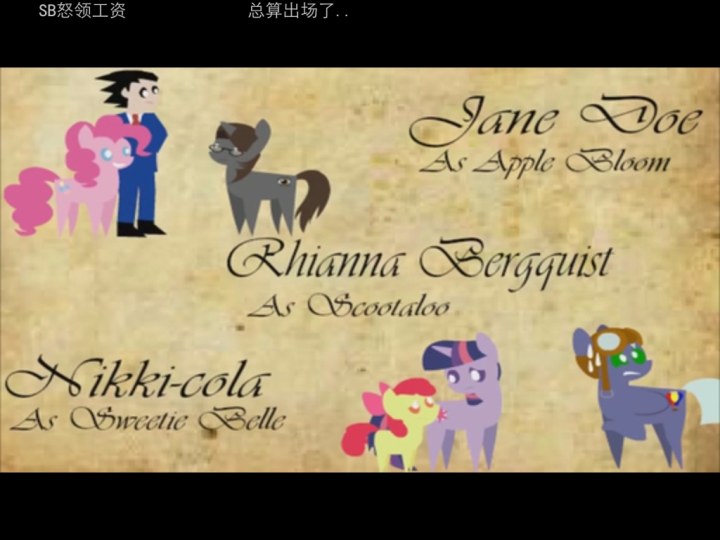 SB怒领工资 总算出场了..
Jane Doe
As Apple Bloom
Rhianna Bergquist
As Scootaloo
Nikki-cola
As Sweetie Belle